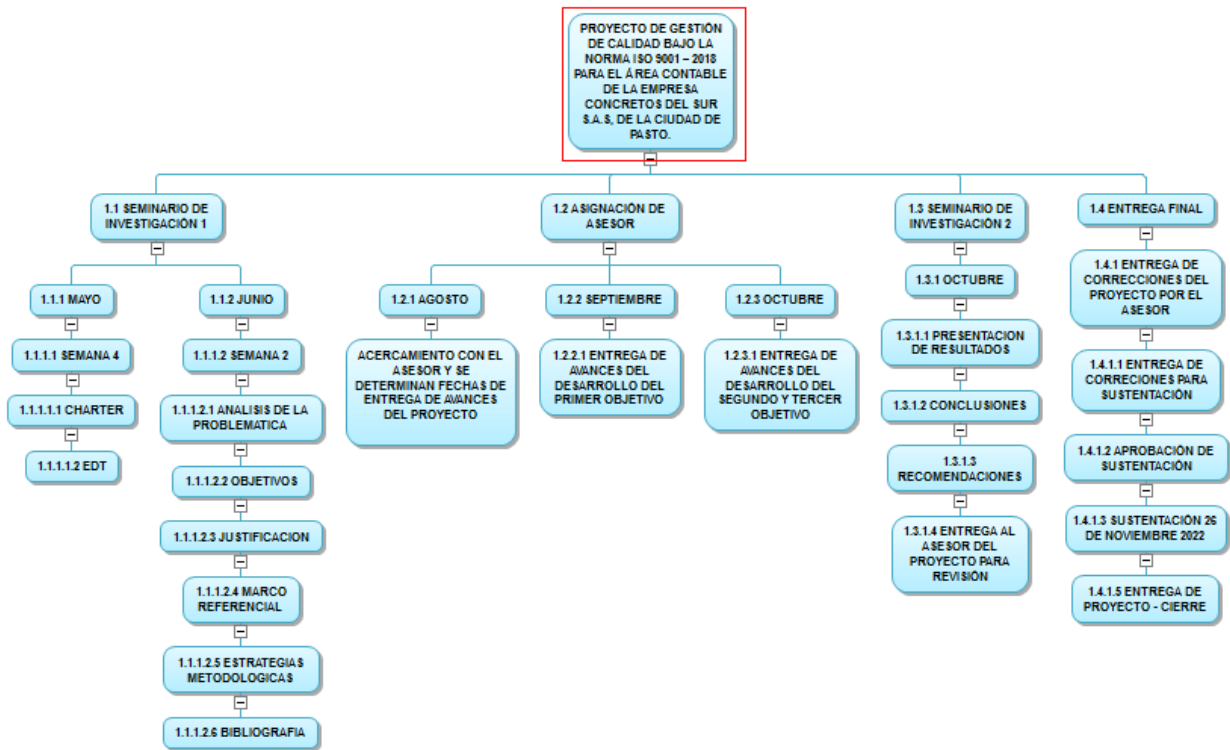 PROYECTO DE GESTIÓN
DE CALIDAD BAJO LA
NORMA ISO 9001 – 2018
PARA EL ÁREA CONTABLE
DE LA EMPRESA
CONCRETOS DEL SUR
S.A.S, DE LA CIUDAD DE
PASTO.
1.1 SEMINARIO DE
INVESTIGACIÓN 1
1.1.1 MAYO
1.1.1.1 SEMANA 4
1.1.1.1.1 CHARTER
1.1.1.1.2 EDT
1.1.2 JUNIO
1.1.1.2 SEMANA 2
1.1.1.2.1 ANALISIS DE LA
PROBLEMATICA
1.1.1.2.2 OBJETIVOS
1.1.1.2.3 JUSTIFICACION
1.1.1.2.4 MARCO
REFERENCIAL
1.1.1.2.5 ESTRATEGIAS
METODOLOGICAS
1.1.1.2.6 BIBLIOGRAFIA
1.2 ASIGNACIÓN DE
ASESOR
1.2.1 AGOSTO
ACERCAMIENTO CON EL
ASESOR Y SE
DETERMINAN FECHAS DE
ENTREGA DE AVANCES
DEL PROYECTO
1.2.2 SEPTIEMBRE
1.2.2.1 ENTREGA DE
AVANCES DEL
DESARROLLO DEL
PRIMER OBJETIVO
1.2.3 OCTUBRE
1.2.3.1 ENTREGA DE
AVANCES DEL
DESARROLLO DEL
SEGUNDO Y TERCER
OBJETIVO
1.3 SEMINARIO DE
INVESTIGACIÓN 2
1.3.1 OCTUBRE
1.3.1.1 PRESENTACION
DE RESULTADOS
1.3.1.2 CONCLUSIONES
1.3.1.3
RECOMENDACIONES
1.3.1.4 ENTREGA AL
ASESOR DEL
PROYECTO PARA
REVISIÓN
1.4 ENTREGA FINAL
1.4.1 ENTREGA DE
CORRECCIONES DEL
PROYECTO POR EL
ASESOR
1.4.1.1 ENTREGA DE
CORRECIONES PARA
SUSTENTACIÓN
1.4.1.2 APROBACIÓN DE
SUSTENTACIÓN
1.4.1.3 SUSTENTACIÓN 26
DE NOVIEMBRE 2022
1.4.1.5 ENTREGA DE
PROYECTO - CIERRE